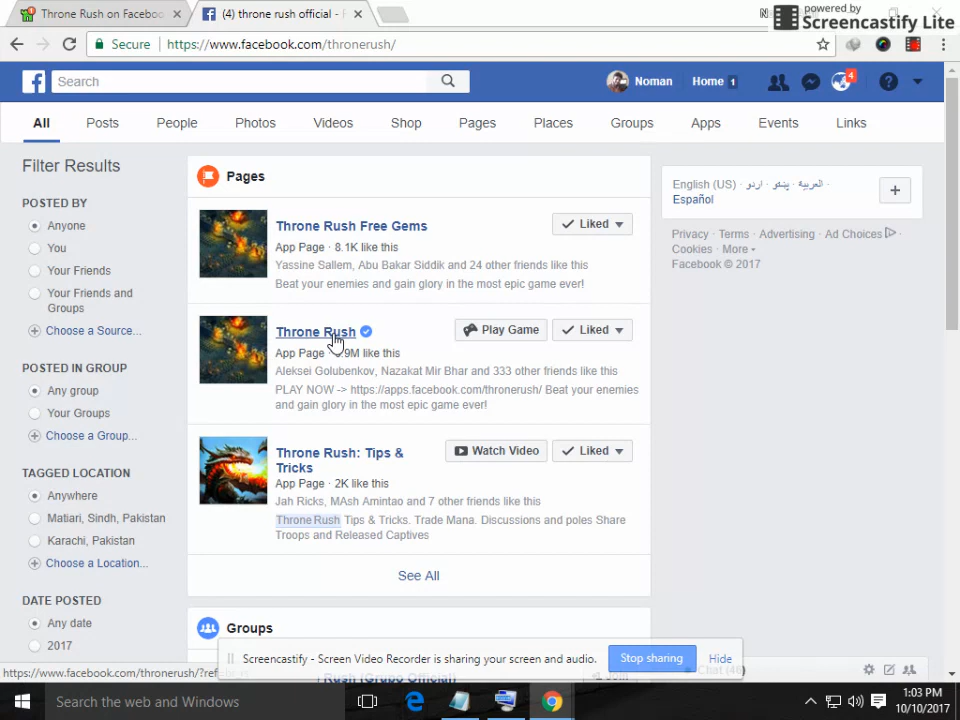 powered by
Screencastify Lite
Throne Rush on Faceboo
(4) throne rush official -
Secure
https://www.facebook.com/thronerush/
Search
Noman
Home 1
4
All
Posts
People
Photos
Videos
Shop
Pages
Places
Groups
Apps
Events
Links
Filter Results
POSTED BY
Anyone
You
Your Friends
Your Friends and
Groups
Choose a Source...
POSTED IN GROUP
Any group
Your Groups
Choose a Group...
TAGGED LOCATION
Anywhere
Matiari, Sindh, Pakistan
Karachi, Pakistan
Choose a Location...
DATE POSTED
Any date
2017
Pages
Throne Rush Free Gems
Liked
App Page · 8.1K like this
Yassine Sallem, Abu Bakar Siddik and 24 other friends like this
Beat your enemies and gain glory in the most epic game ever!
Throne Rush
Play Game
Liked
App Page · .9M like this
Aleksei Golubenkov, Nazakat Mir Bhar and 333 other friends like this
PLAY NOW -> https://apps.facebook.com/thronerush/ Beat your enemies
and gain glory in the most epic game ever!
Throne Rush: Tips &
Tricks
Watch Video
Liked
App Page · 2K like this
Jah Ricks, MAsh Amintao and 7 other friends like this
Throne Rush Tips & Tricks. Trade Mana. Discussions and poles Share
Troops and Released Captives
See All
Groups
Rush (Grupo Official)
English (US) · اردو · پښتو · العربية ·
Español
Privacy · Terms · Advertising · Ad Choices ·
Cookies · More
Facebook © 2017
Screencastify - Screen Video Recorder is sharing your screen and audio.
Stop sharing
Hide
Chat (46)
https://www.facebook.com/thronerush/?ref
Search the web and Windows
1:03 PM
10/10/2017